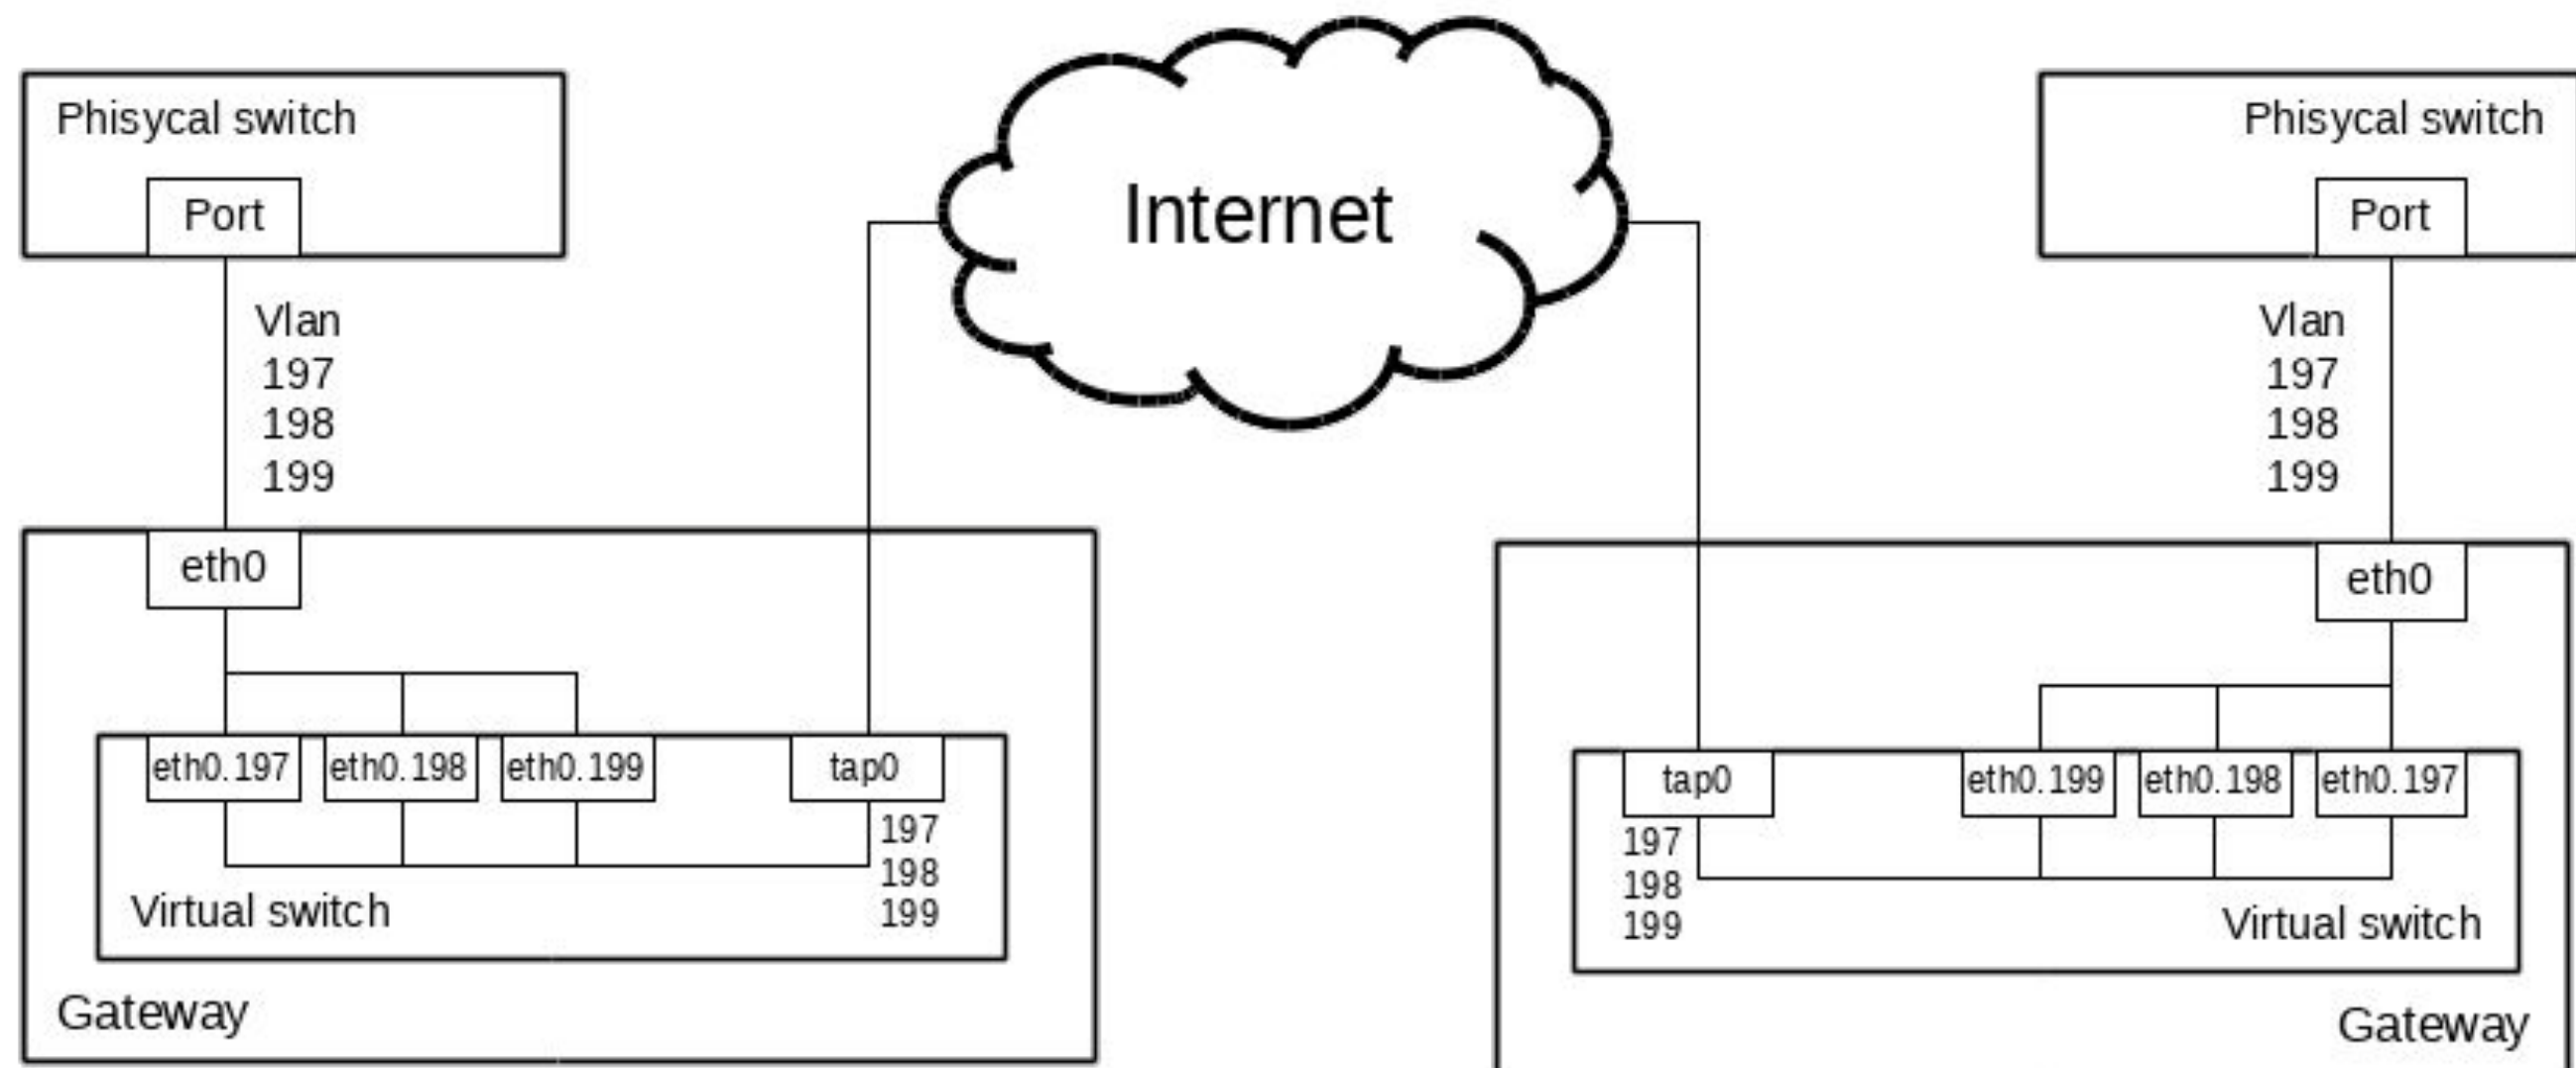 Phisycal switch
Port
Vlan
197
198
199
Internet
Phisycal switch
Port
Vlan
197
198
199
eth0
eth0.197
eth0.198
eth0.199
tap0
197
198
199
Virtual switch
Gateway
eth0
tap0
eth0.199
eth0.198
eth0.197
197
198
199
Virtual switch
Gateway